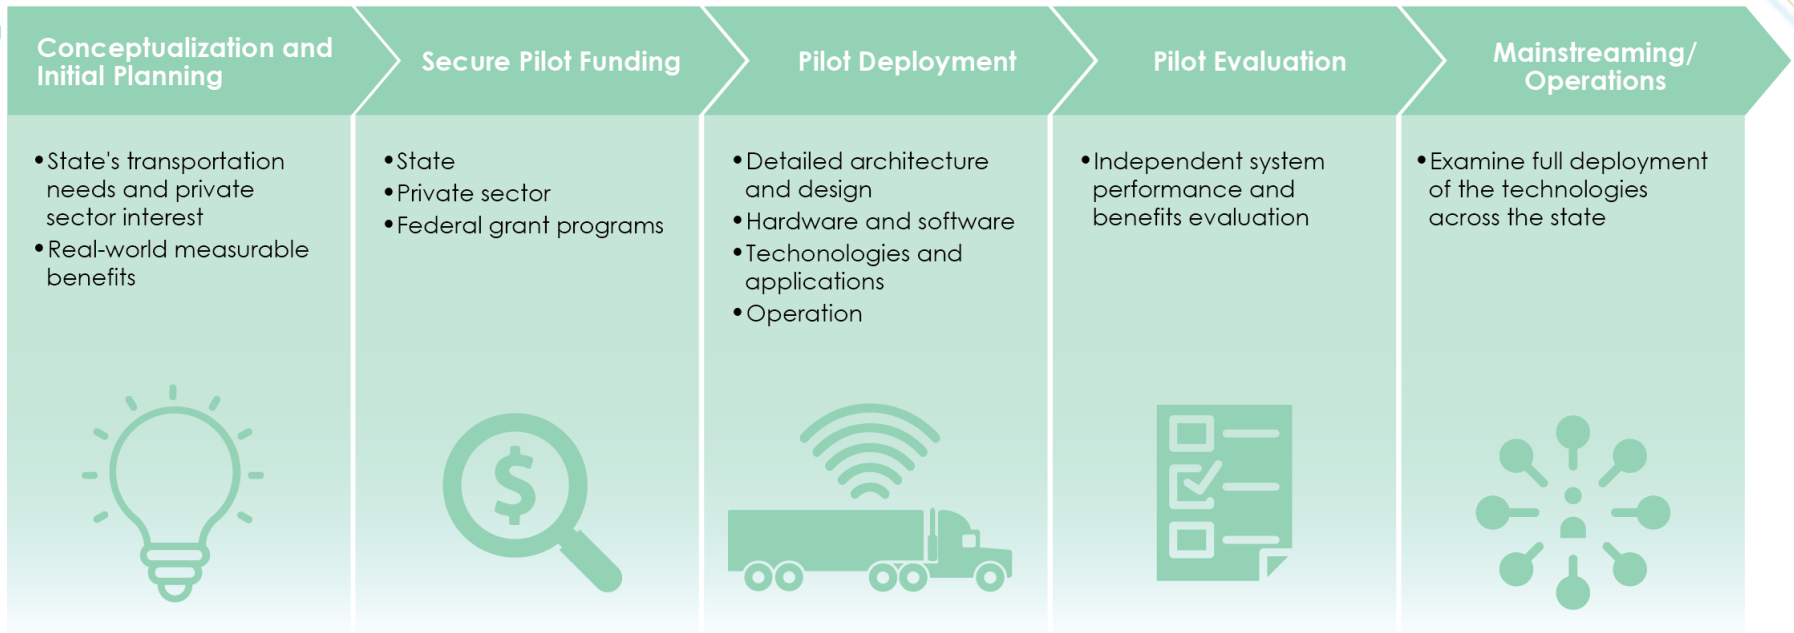 Conceptualization and
Initial Planning
•State's transportation
needs and private
sector interest
•Real-world measurable
benefits
Secure Pilot Funding
•State
•Private sector
•Federal grant programs
Pilot Deployment
•Detailed architecture
and design
•Hardware and software
•Techonologies and
applications
•Operation
Pilot Evaluation
•Independent system
performance and
benefits evaluation
Mainstreaming/
Operations
•Examine full deployment
of the technologies
across the state
$